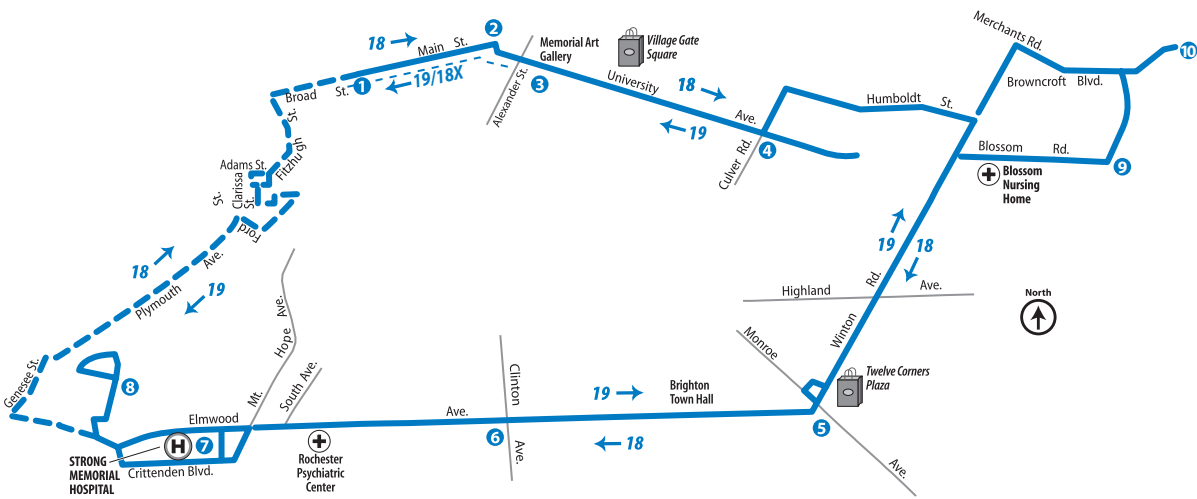 2
18
Main St.
Memorial Art
Gallery
Village Gate
Square
Merchants Rd.
10
Browncroft Blvd.
1
19/18X
Broad St.
Alexander St.
3
University Ave.
18
19
Humboldt St.
4
Culver Rd.
Fitzhugh St.
Adams St.
Clarissa St.
St.
Ford
Blossom Rd.
9
Blossom
Nursing
Home
18
19
Plymouth Ave.
19
18
Highland Ave.
Winton Rd.
North
Monroe Ave.
Mt. Hope Ave.
South Ave.
Clinton Ave.
Genesee St.
8
Twelve Corners
Plaza
19
Brighton
Town Hall
Elmwood Ave.
18
5
6
H
7
Crittenden Blvd.
STRONG
MEMORIAL
HOSPITAL
Rochester
Psychiatric
Center